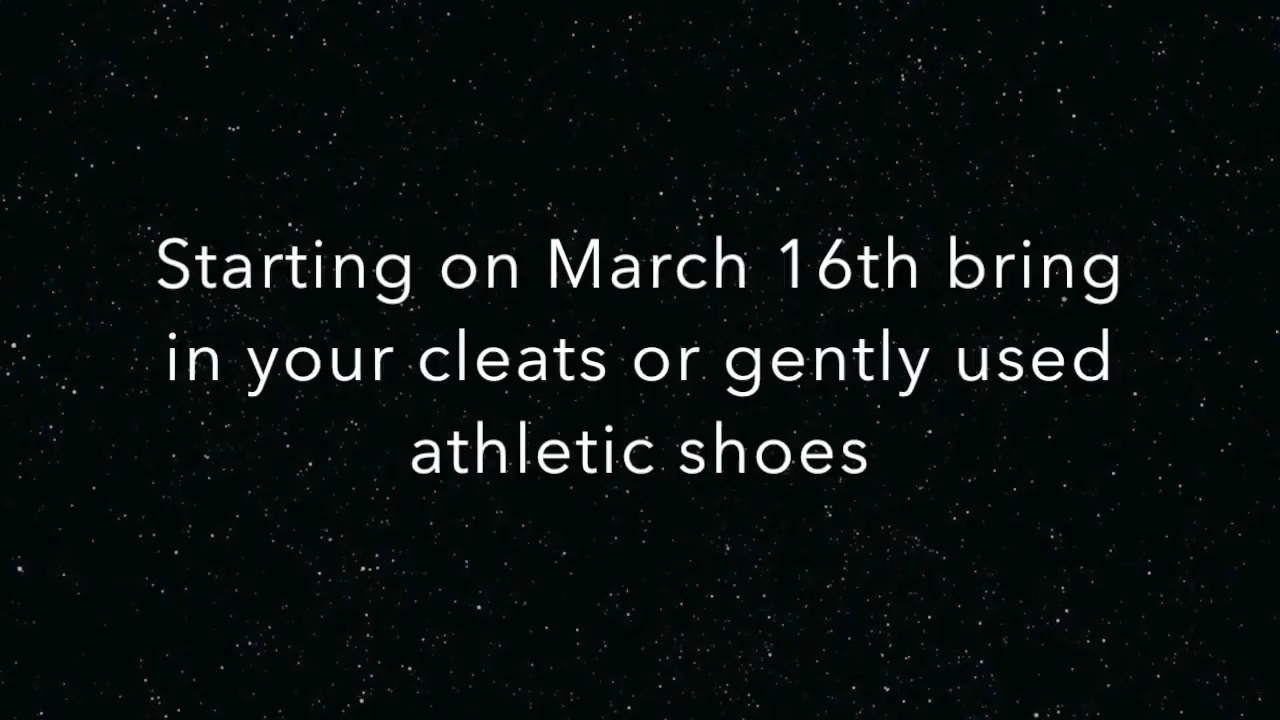 Starting on March 16th bring
in your cleats or gently used
athletic shoes